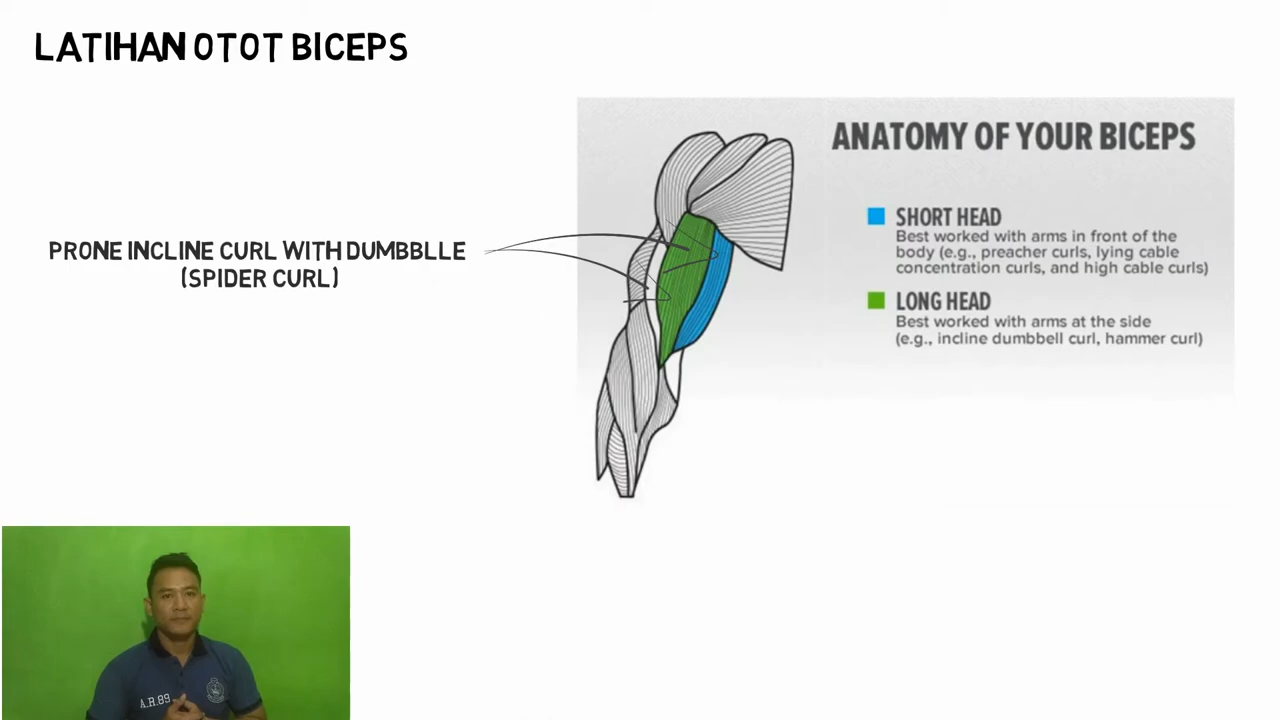 LATIHAN OTOT BICEPS
PRONE INCLINE CURL WITH DUMBBLLE
(SPIDER CURL)
ANATOMY OF YOUR BICEPS
SHORT HEAD
Best worked with arms in front of the
body (e.g., preacher curls, lying cable
concentration curls, and high cable curls)
LONG HEAD
Best worked with arms at the side
(e.g., incline dumbbell curl, hammer curl)
A.R.89